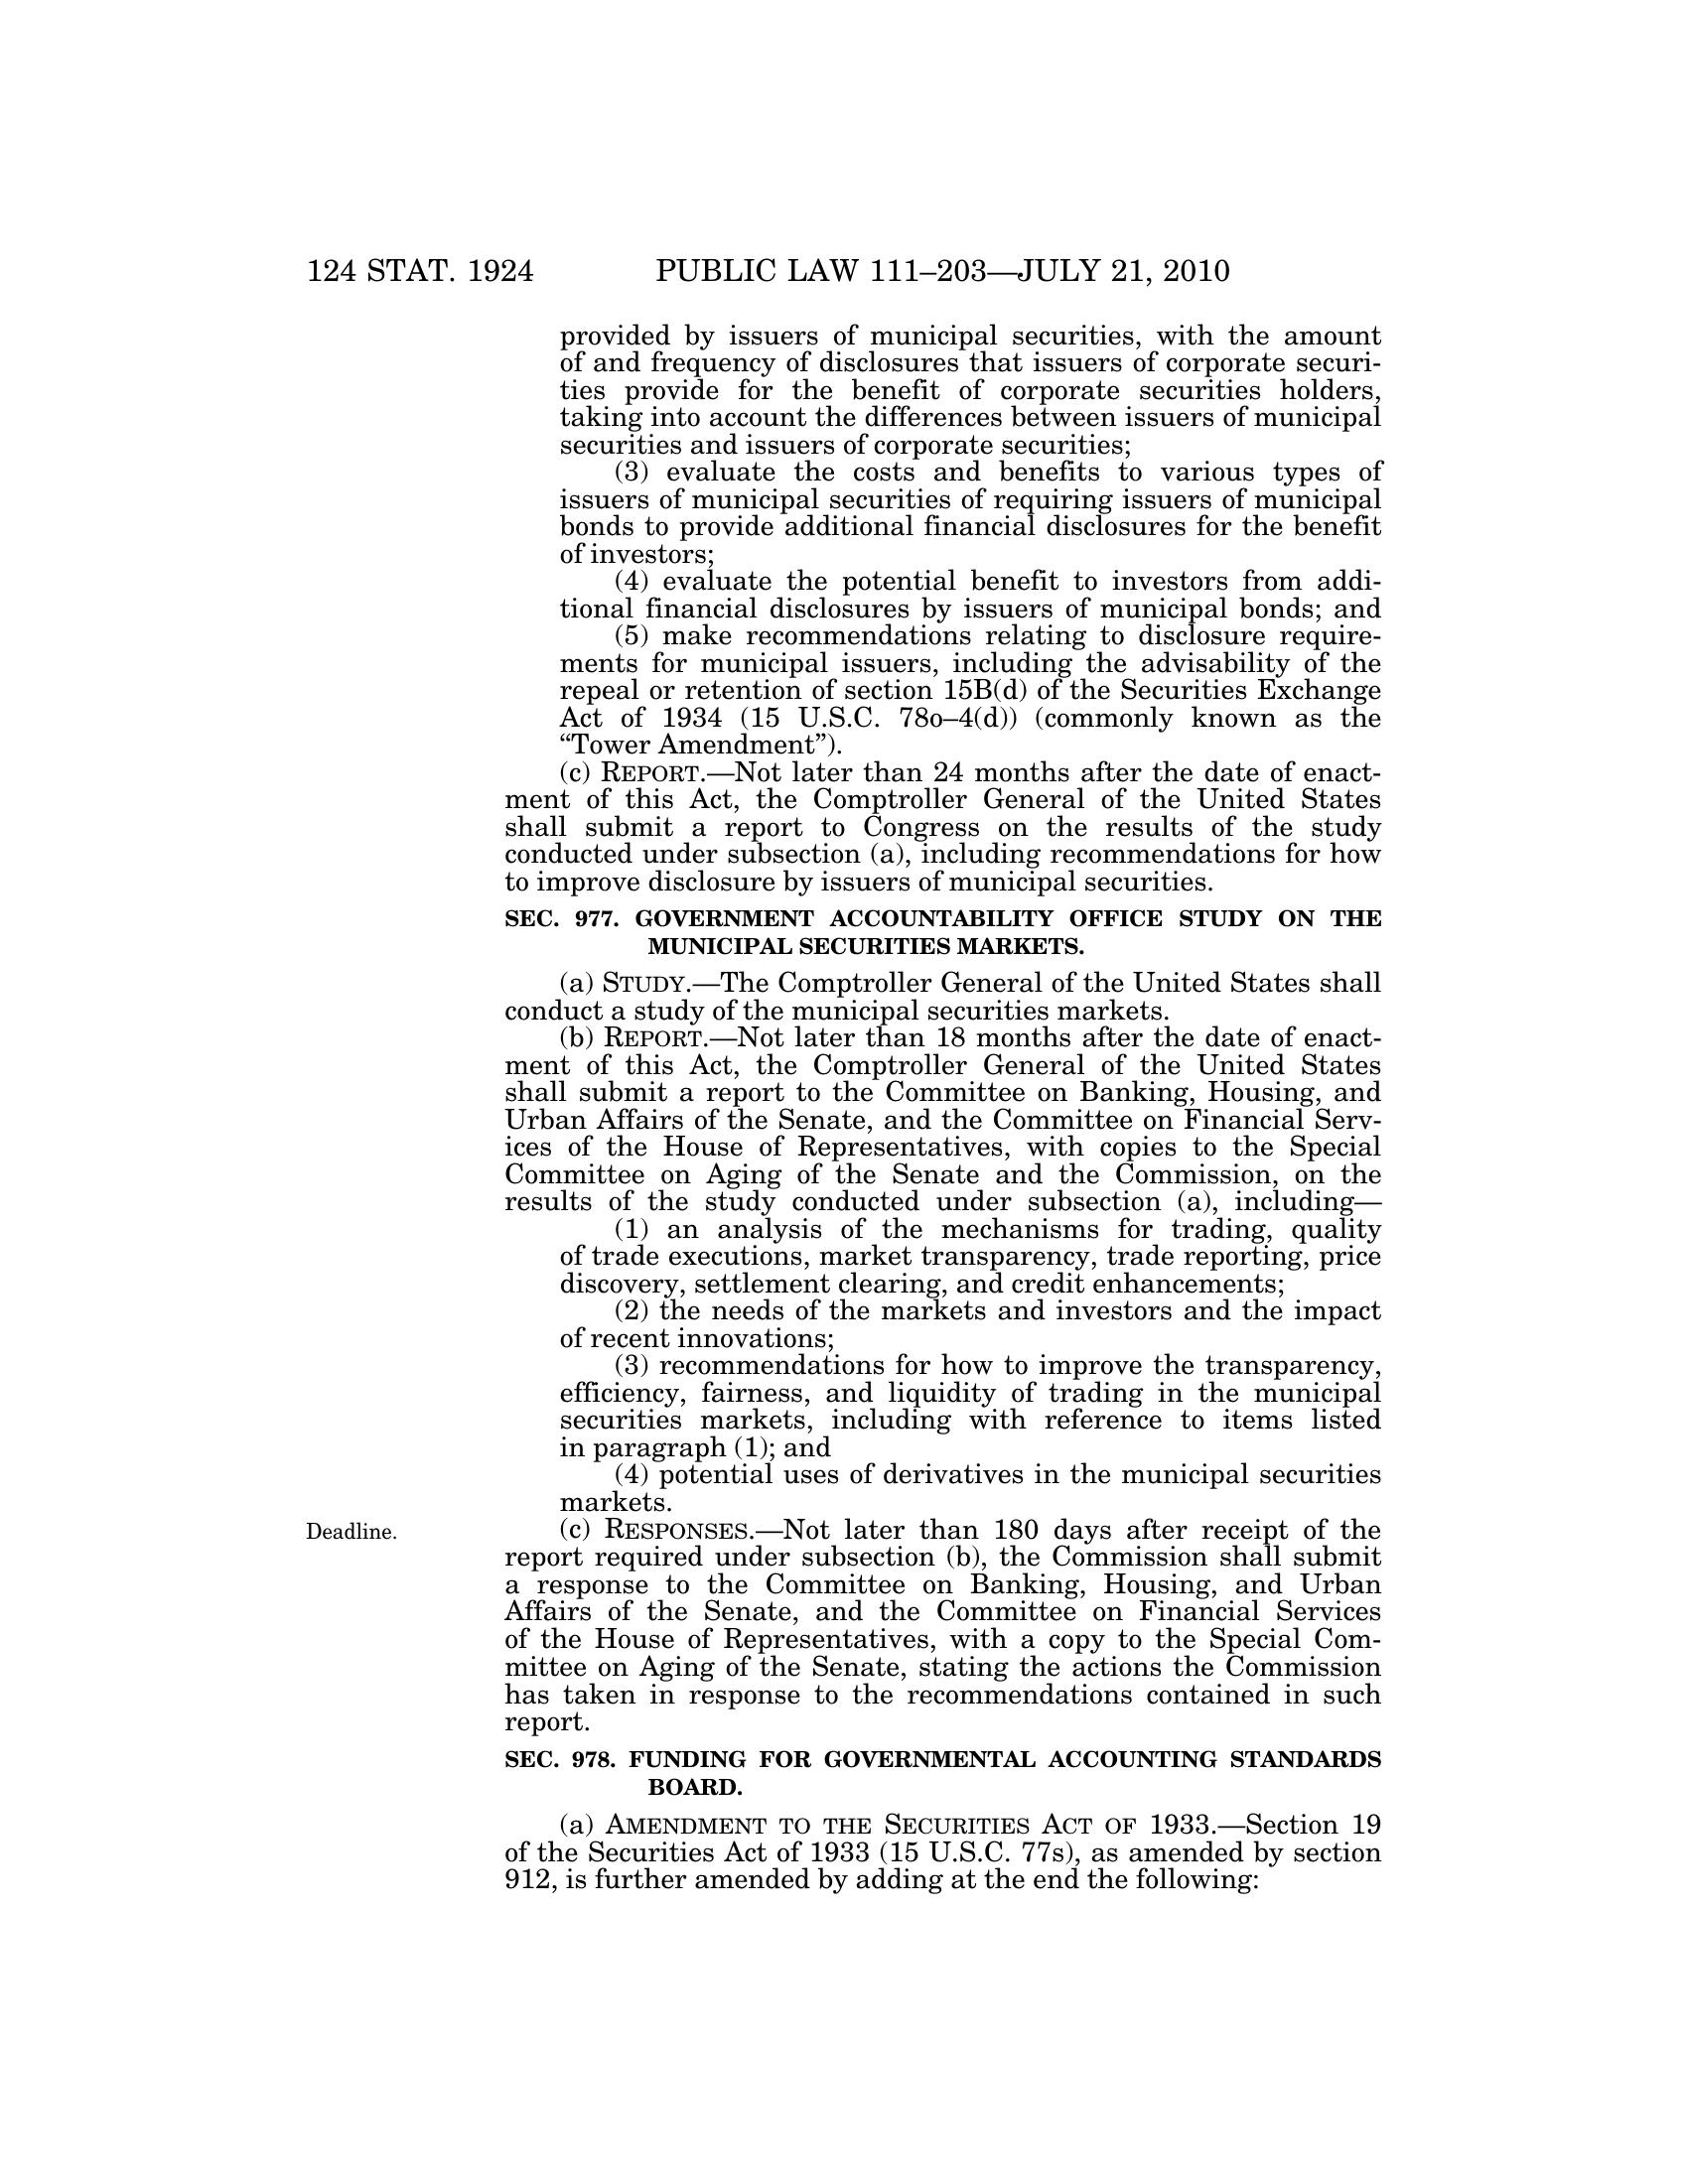 124 STAT. 1924 PUBLIC LAW 111–203—JULY 21, 2010
provided by issuers of municipal securities, with the amount
of and frequency of disclosures that issuers of corporate securi-
ties provide for the benefit of corporate securities holders,
taking into account the differences between issuers of municipal
securities and issuers of corporate securities;
(3) evaluate the costs and benefits to various types of
issuers of municipal securities of requiring issuers of municipal
bonds to provide additional financial disclosures for the benefit
of investors;
(4) evaluate the potential benefit to investors from addi-
tional financial disclosures by issuers of municipal bonds; and
(5) make recommendations relating to disclosure require-
ments for municipal issuers, including the advisability of the
repeal or retention of section 15B(d) of the Securities Exchange
Act of 1934 (15 U.S.C. 78o–4(d)) (commonly known as the
“Tower Amendment”).
(c) REPORT.—Not later than 24 months after the date of enact-
ment of this Act, the Comptroller General of the United States
shall submit a report to Congress on the results of the study
conducted under subsection (a), including recommendations for how
to improve disclosure by issuers of municipal securities.
SEC. 977. GOVERNMENT ACCOUNTABILITY OFFICE STUDY ON THE
MUNICIPAL SECURITIES MARKETS.
(a) STUDY.—The Comptroller General of the United States shall
conduct a study of the municipal securities markets.
(b) REPORT.—Not later than 18 months after the date of enact-
ment of this Act, the Comptroller General of the United States
shall submit a report to the Committee on Banking, Housing, and
Urban Affairs of the Senate, and the Committee on Financial Serv-
ices of the House of Representatives, with copies to the Special
Committee on Aging of the Senate and the Commission, on the
results of the study conducted under subsection (a), including—
(1) an analysis of the mechanisms for trading, quality
of trade executions, market transparency, trade reporting, price
discovery, settlement clearing, and credit enhancements;
(2) the needs of the markets and investors and the impact
of recent innovations;
(3) recommendations for how to improve the transparency,
efficiency, fairness, and liquidity of trading in the municipal
securities markets, including with reference to items listed
in paragraph (1); and
(4) potential uses of derivatives in the municipal securities
markets.
Deadline. (c) RESPONSES.—Not later than 180 days after receipt of the
report required under subsection (b), the Commission shall submit
a response to the Committee on Banking, Housing, and Urban
Affairs of the Senate, and the Committee on Financial Services
of the House of Representatives, with a copy to the Special Com-
mittee on Aging of the Senate, stating the actions the Commission
has taken in response to the recommendations contained in such
report.
SEC. 978. FUNDING FOR GOVERNMENTAL ACCOUNTING STANDARDS
BOARD.
(a) AMENDMENT TO THE SECURITIES ACT OF 1933.—Section 19
of the Securities Act of 1933 (15 U.S.C. 77s), as amended by section
912, is further amended by adding at the end the following: